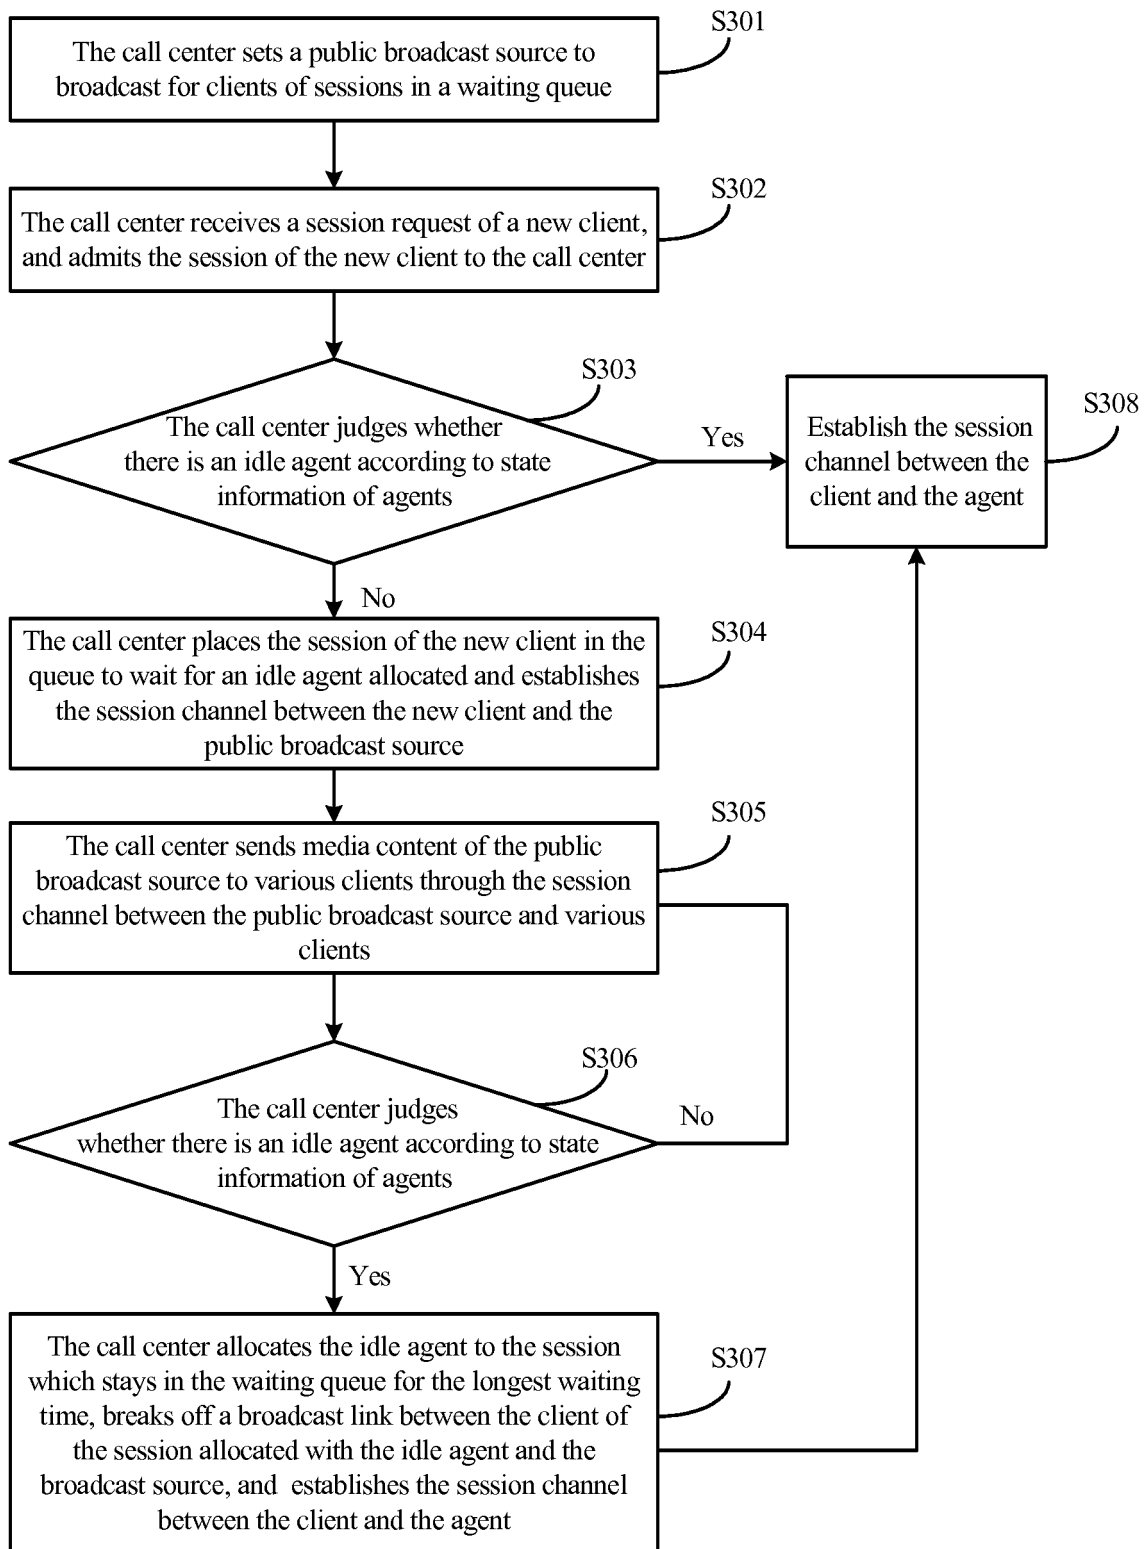 S301
The call center sets a public broadcast source to
broadcast for clients of sessions in a waiting queue
S302
The call center receives a session request of a new client,
and admits the session of the new client to the call center
S303
The call center judges whether
there is an idle agent according to state
information of agents
Yes
S308
Establish the session
channel between the
client and the agent
No
S304
The call center places the session of the new client in the
queue to wait for an idle agent allocated and establishes
the session channel between the new client and the
public broadcast source
S305
The call center sends media content of the public
broadcast source to various clients through the session
channel between the public broadcast source and various
clients
S306
The call center judges
whether there is an idle agent according to state
information of agents
No
Yes
S307
The call center allocates the idle agent to the session
which stays in the waiting queue for the longest waiting
time, breaks off a broadcast link between the client of
the session allocated with the idle agent and the
broadcast source, and establishes the session channel
between the client and the agent